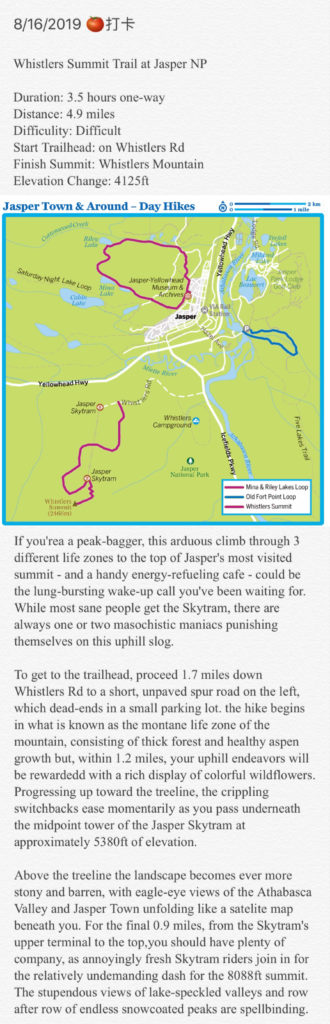 8/16/2019 🍅打卡
Whistlers Summit Trail at Jasper NP
Duration: 3.5 hours one-way
Distance: 4.9 miles
Difficulity: Difficult
Start Trailhead: on Whistlers Rd
Finish Summit: Whistlers Mountain
Elevation Change: 4125ft
Jasper Town & Around – Day Hikes
0 2 km
0 1 mile
Cottonwood Creek
Riley
Lake
Saturday Night Lake Loop
Cabin
Lake
Mina
Lake
Jasper-Yellowhead
Museum &
Archives
Yellowhead Hwy
Athabasca River
Trefoil
Lakes
Mildred
Lake
Lac
Beauvert
Jasper
Park Lodge
Golf Club
VIA Rail
Station
Jasper
Miette River
Yellowhead Hwy
Whistlers Rd
Jasper
Skytram
Whistlers
Campground
Jasper
Skytram
Whistlers
Summit
(2466m)
Jasper
National Park
Icefields Pkwy
Athabasca River
Five Lakes Trail
Mina & Riley Lakes Loop
Old Fort Point Loop
Whistlers Summit
If you'rea a peak-bagger, this arduous climb through 3
different life zones to the top of Jasper's most visited
summit - and a handy energy-refueling cafe - could be
the lung-bursting wake-up call you've been waiting for.
While most sane people get the Skytram, there are
always one or two masochistic maniacs punishing
themselves on this uphill slog.
To get to the trailhead, proceed 1.7 miles down
Whistlers Rd to a short, unpaved spur road on the left,
which dead-ends in a small parking lot. the hike begins
in what is known as the montane life zone of the
mountain, consisting of thick forest and healthy aspen
growth but, within 1.2 miles, your uphill endeavors will
be rewardedd with a rich display of colorful wildflowers.
Progressing up toward the treeline, the crippling
switchbacks ease momentarily as you pass underneath
the midpoint tower of the Jasper Skytram at
approximately 5380ft of elevation.
Above the treeline the landscape becomes ever more
stony and barren, with eagle-eye views of the Athabasca
Valley and Jasper Town unfolding like a satelite map
beneath you. For the final 0.9 miles, from the Skytram's
upper terminal to the top,you should have plenty of
company, as annoyingly fresh Skytram riders join in for
the relatively undemanding dash for the 8088ft summit.
The stupendous views of lake-speckled valleys and row
after row of endless snowcoated peaks are spellbinding.